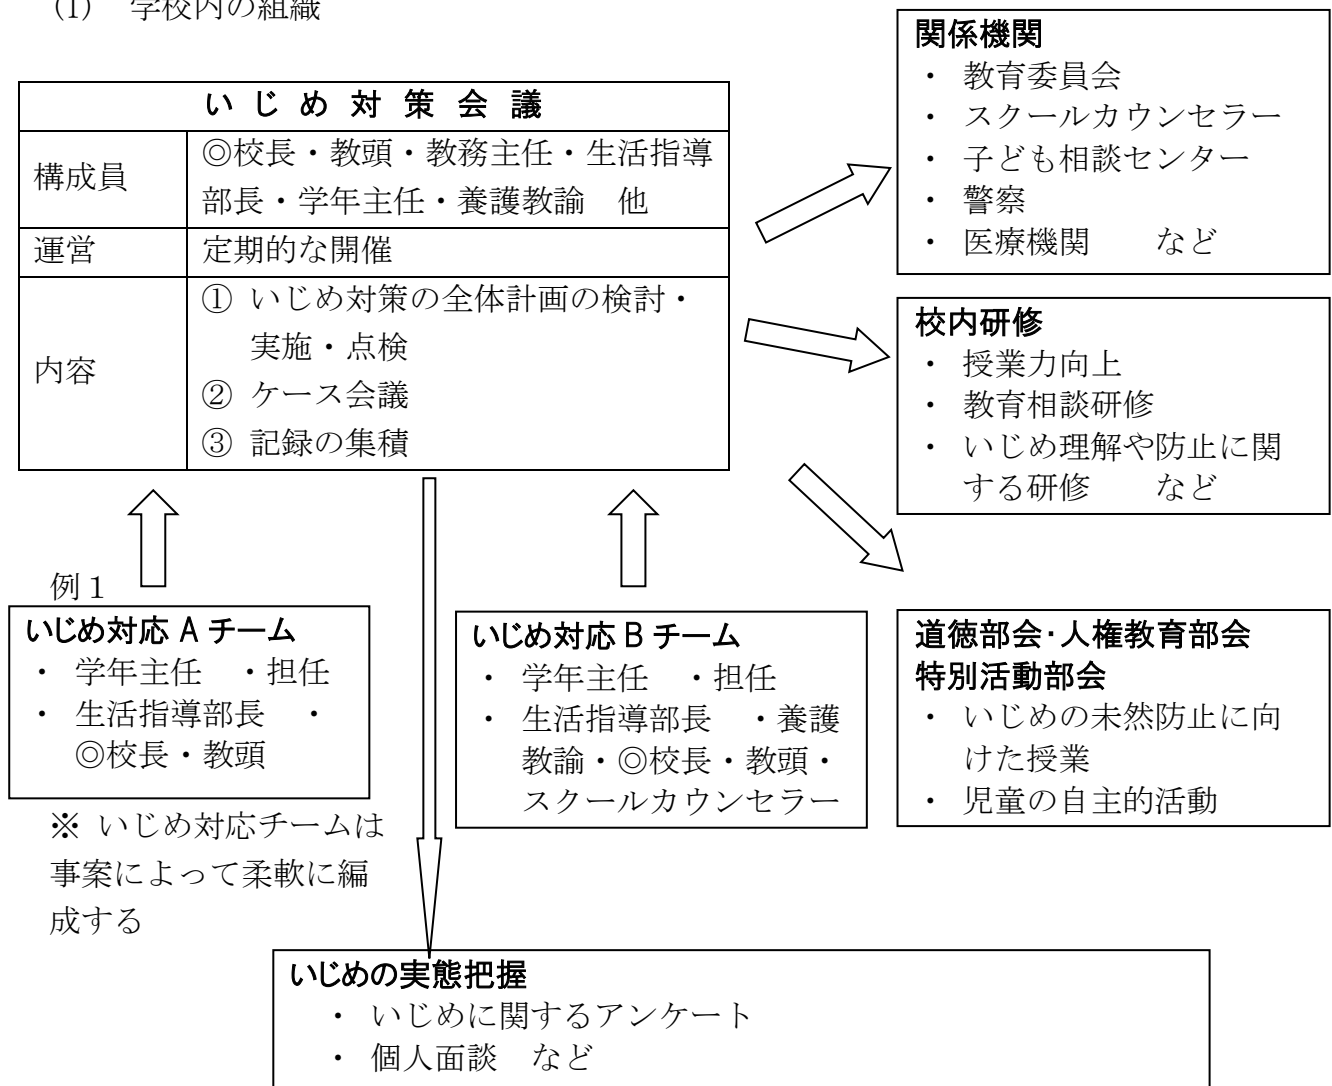 (1)　学校内の組織
い じ め 対 策 会 議
構成員
◎校長・教頭・教務主任・生活指導
部長・学年主任・養護教諭　他
運営
定期的な開催
内容
① いじめ対策の全体計画の検討・
実施・点検
② ケース会議
③ 記録の集積
関係機関
・ 教育委員会
・ スクールカウンセラー
・ 子ども相談センター
・ 警察
・ 医療機関　　など
校内研修
・ 授業力向上
・ 教育相談研修
・ いじめ理解や防止に関
する研修　　など
例１
いじめ対応 A チーム
・ 学年主任　・担任
・ 生活指導部長　・
◎校長・教頭
※ いじめ対応チームは
事案によって柔軟に編
成する
いじめ対応 B チーム
・ 学年主任　・担任
・ 生活指導部長　・養護
教諭・◎校長・教頭・
スクールカウンセラー
道徳部会・人権教育部会
特別活動部会
・ いじめの未然防止に向
けた授業
・ 児童の自主的活動
いじめの実態把握
・ いじめに関するアンケート
・ 個人面談　など